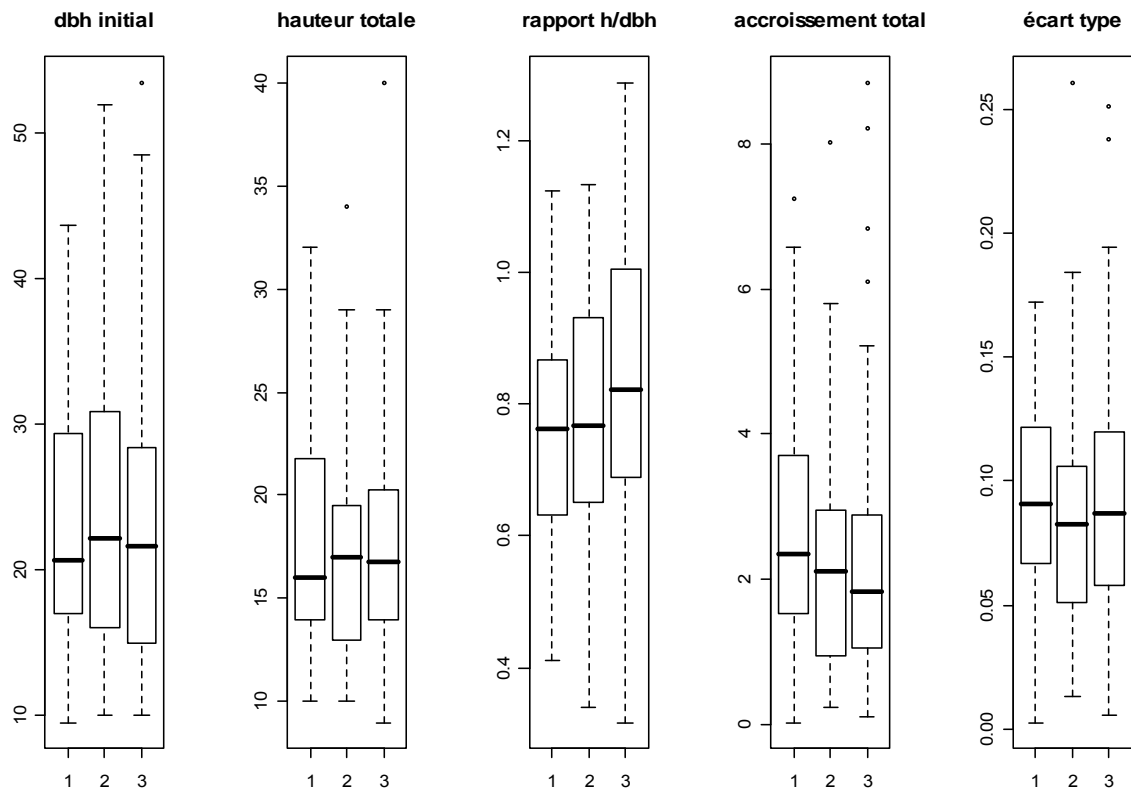 dbh initial
10 20 30 40 50
1 2 3
hauteur totale
10 15 20 25 30 35 40
1 2 3
rapport h/dbh
0.4 0.6 0.8 1.0 1.2
1 2 3
accroissement total
0 2 4 6 8
1 2 3
écart type
0.00 0.05 0.10 0.15 0.20 0.25
1 2 3